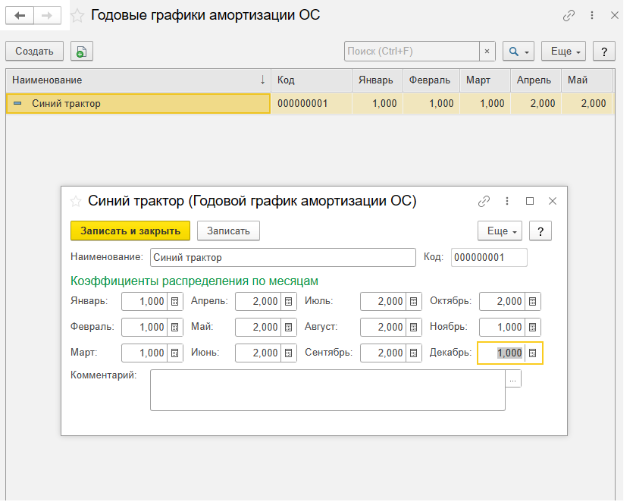 Годовые графики амортизации ОС
Создать Поиск (Ctrl+F) × Еще ?
Наименование ↓ Код Январь Февраль Март Апрель Май
Синий трактор 000000001 1,000 1,000 1,000 2,000 2,000
Синий трактор (Годовой график амортизации ОС)
Записать и закрыть Записать Еще ?
Наименование: Синий трактор Код: 000000001
Коэффициенты распределения по месяцам
Январь: 1,000 Апрель: 2,000 Июль: 2,000 Октябрь: 2,000
Февраль: 1,000 Май: 2,000 Август: 2,000 Ноябрь: 1,000
Март: 1,000 Июнь: 2,000 Сентябрь: 2,000 Декабрь: 1,000
Комментарий: ...